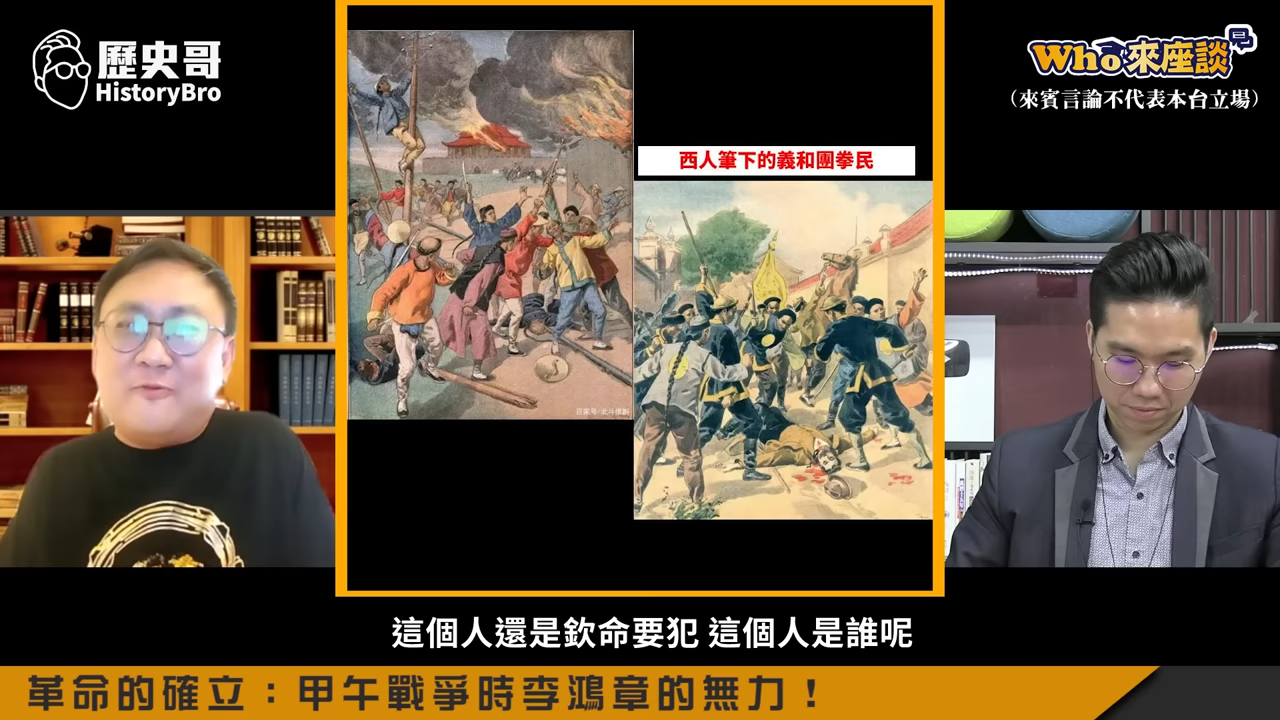 歷史哥
HistoryBro
Who來座談
（來賓言論不代表本台立場）
西人筆下的義和團拳民
這個人還是欽命要犯 這個人是誰呢
革命的確立：甲午戰爭時李鴻章的無力！